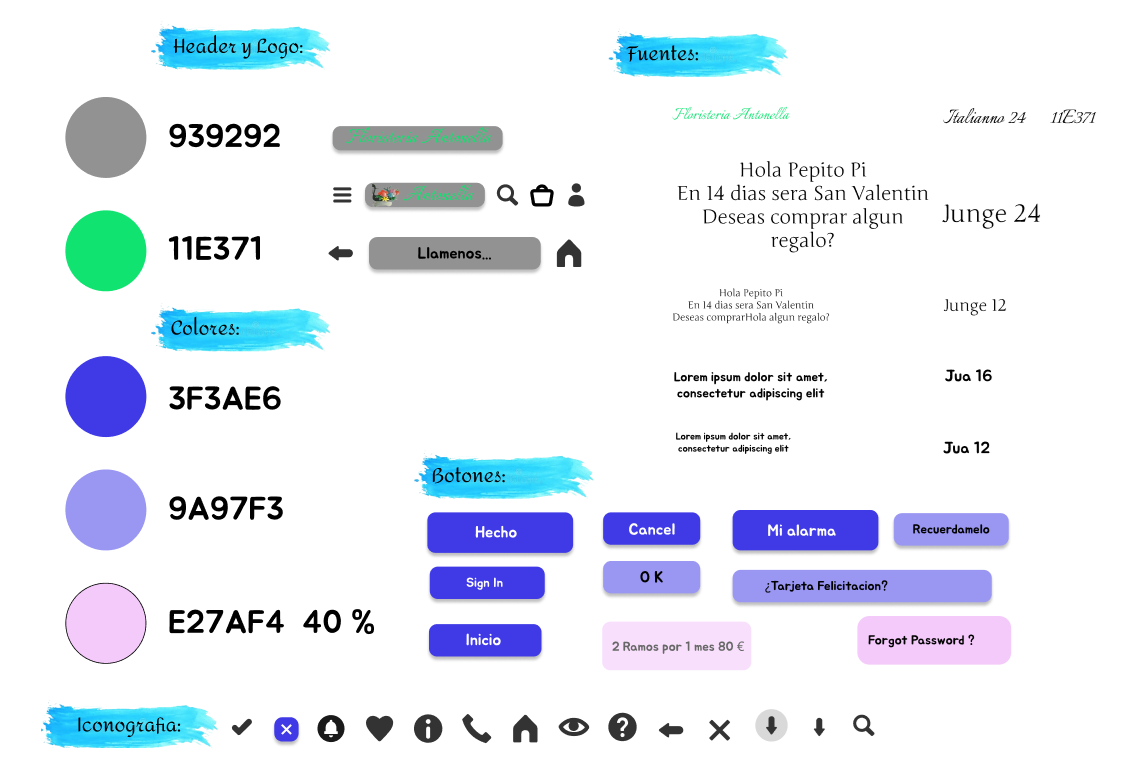 Header y Logo:
939292
Floristeria Antonella
Antonella
11E371
Llamenos...
Colores:
3F3AE6
9A97F3
E27AF4 40 %
Fuentes:
Floristeria Antonella
Italianno 24
11E371
Hola Pepito Pi
En 14 dias sera San Valentin
Deseas comprar algun
regalo?
Junge 24
Hola Pepito Pi
En 14 dias sera San Valentin
Deseas comprarHola algun regalo?
Junge 12
Lorem ipsum dolor sit amet,
consectetur adipiscing elit
Jua 16
Lorem ipsum dolor sit amet,
consectetur adipiscing elit
Jua 12
Botones:
Hecho
Cancel
Mi alarma
Recuerdamelo
Sign In
O K
¿Tarjeta Felicitacion?
Inicio
2 Ramos por 1 mes 80 €
Forgot Password ?
Iconografia: